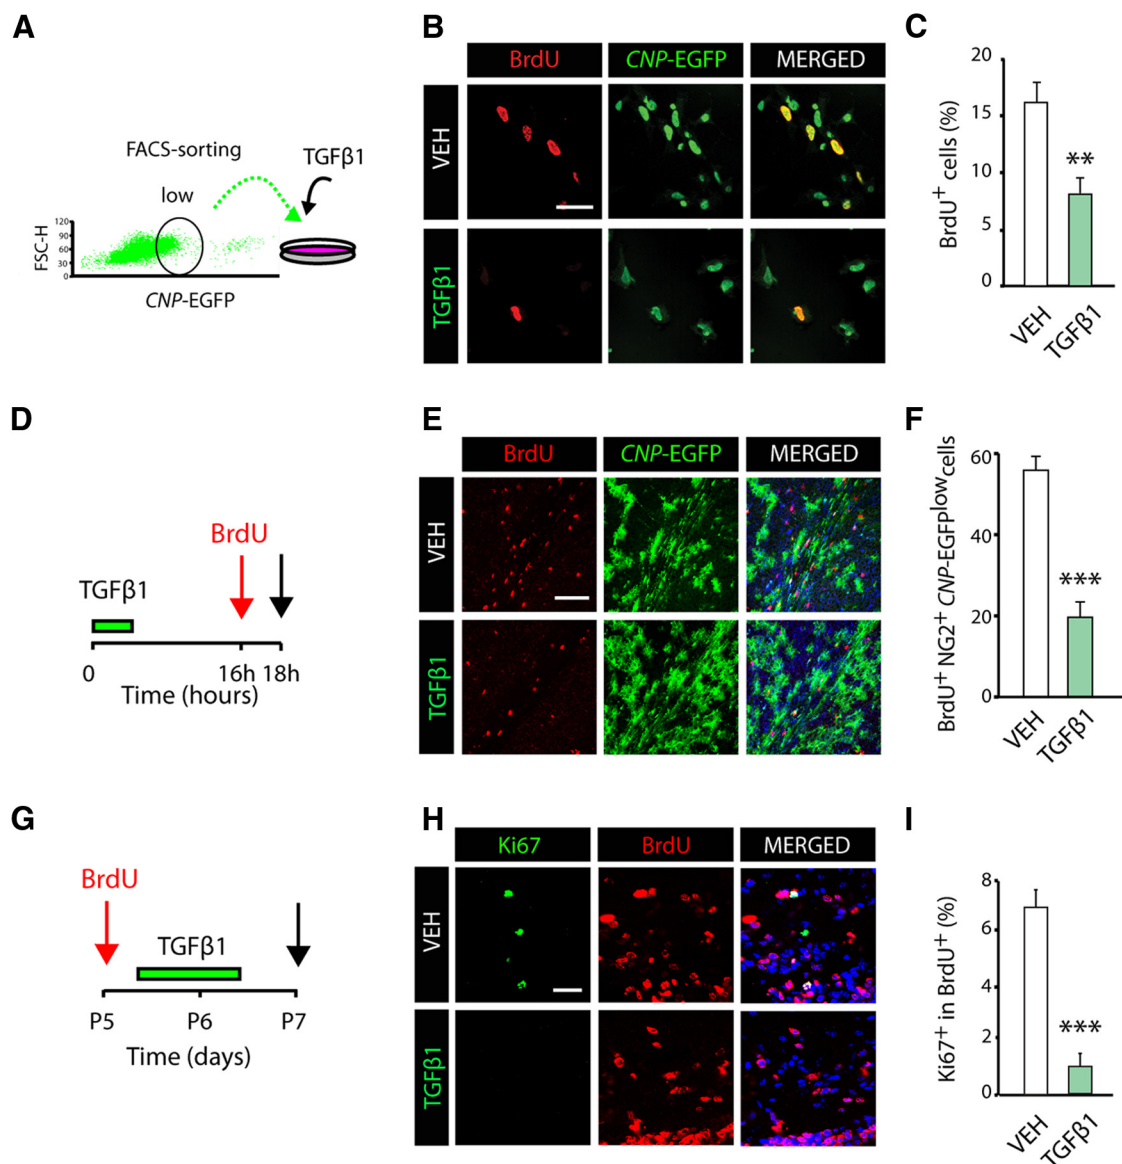 A
FACS-sorting
TGFβ1
low
FSC-H
120
90
60
30
0
CNP-EGFP
B
BrdU
CNP-EGFP
MERGED
VEH
TGFβ1
C
BrdU⁺ cells (%)
20
15
10
5
0
**
VEH
TGFβ1
D
BrdU
TGFβ1
0
16h
18h
Time (hours)
E
BrdU
CNP-EGFP
MERGED
VEH
TGFβ1
F
BrdU⁺ NG2⁺ CNP-EGFPˡᵒʷcells
60
40
20
0
***
VEH
TGFβ1
G
BrdU
TGFβ1
P5
P6
P7
Time (days)
H
Ki67
BrdU
MERGED
VEH
TGFβ1
I
Ki67⁺ in BrdU⁺ (%)
8
6
4
2
0
***
VEH
TGFβ1